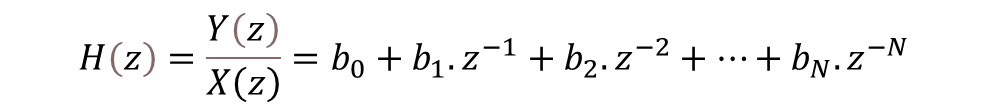 H(z) = Y(z)/X(z) = b₀ + b₁.z⁻¹ + b₂.z⁻² + ⋯ + b_N.z⁻ᴺ